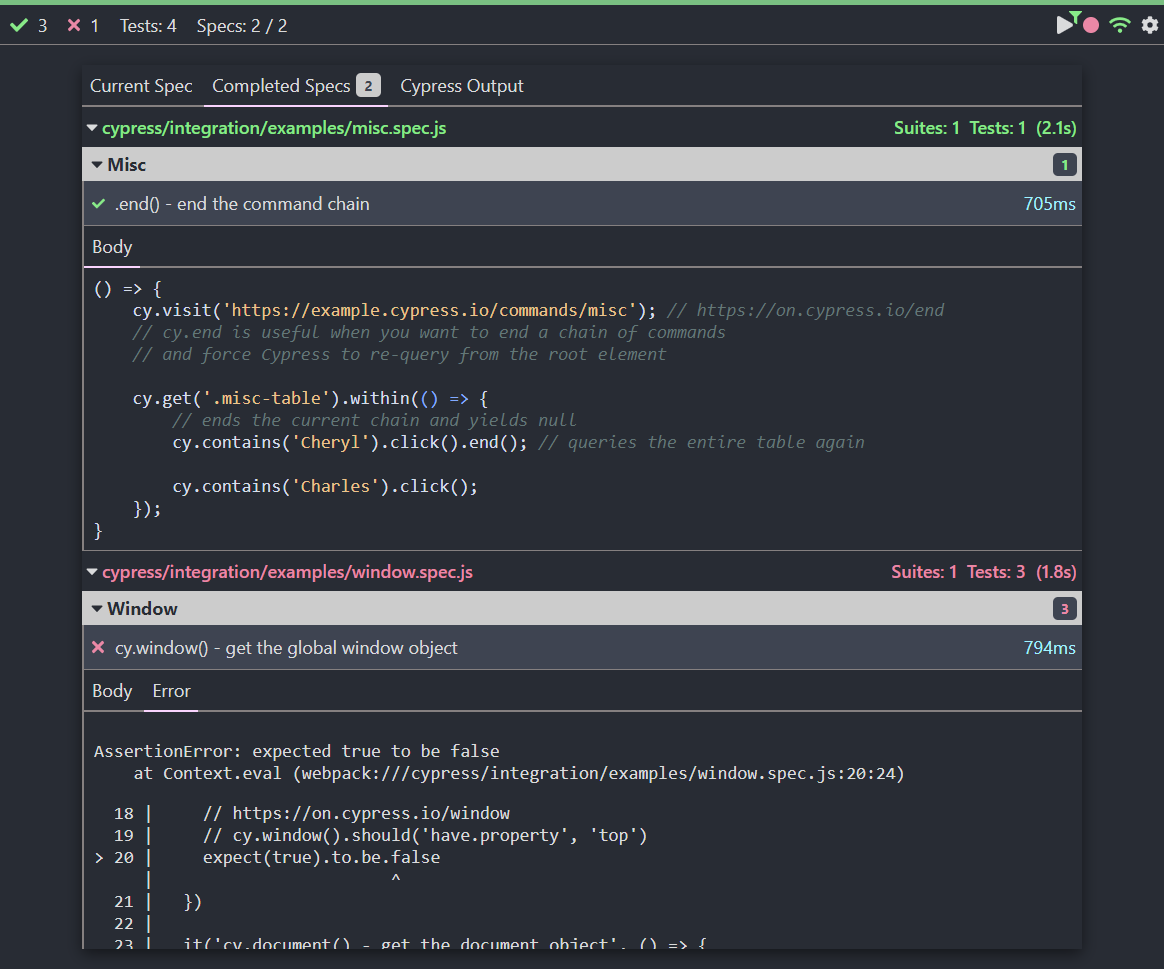 ✓ 3 ✕ 1 Tests: 4 Specs: 2 / 2
Current Spec Completed Specs 2 Cypress Output
cypress/integration/examples/misc.spec.js Suites: 1 Tests: 1 (2.1s)
Misc 1
✓ .end() - end the command chain 705ms
Body
() => {
    cy.visit('https://example.cypress.io/commands/misc'); // https://on.cypress.io/end
    // cy.end is useful when you want to end a chain of commands
    // and force Cypress to re-query from the root element
    cy.get('.misc-table').within(() => {
        // ends the current chain and yields null
        cy.contains('Cheryl').click().end(); // queries the entire table again
        cy.contains('Charles').click();
    });
}
cypress/integration/examples/window.spec.js Suites: 1 Tests: 3 (1.8s)
Window 3
✕ cy.window() - get the global window object 794ms
Body Error
AssertionError: expected true to be false
    at Context.eval (webpack:///cypress/integration/examples/window.spec.js:20:24)
  18 |     // https://on.cypress.io/window
  19 |     // cy.window().should('have.property', 'top')
> 20 |     expect(true).to.be.false
     |                        ^
  21 |   })
  22 |
  23 |   it('cy.document() - get the document object', () => {